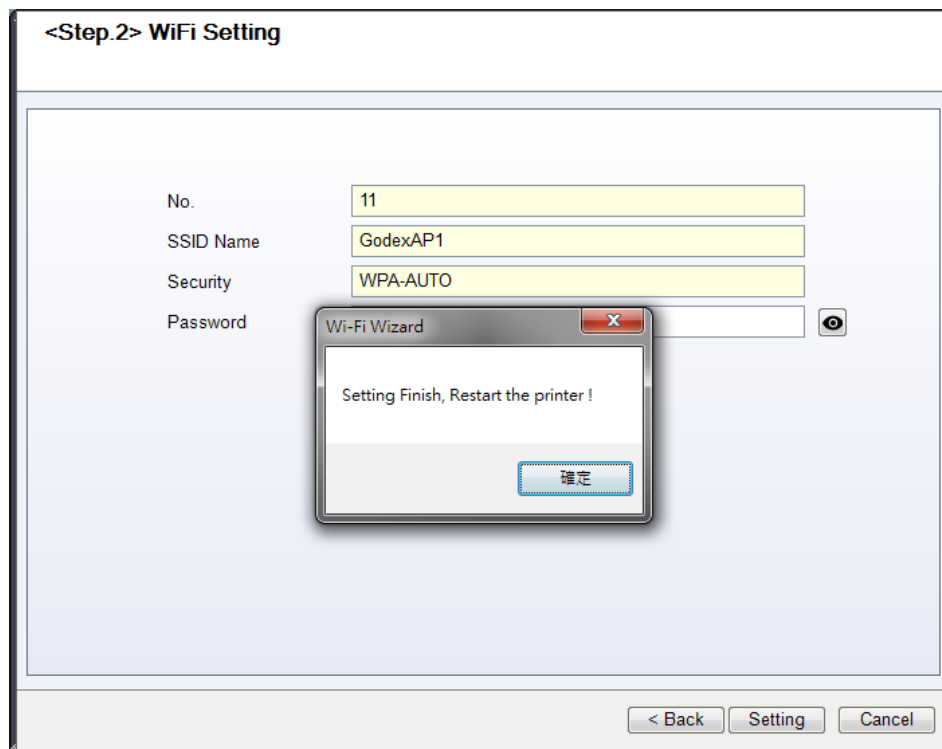 <Step.2> WiFi Setting
No. 11
SSID Name GodexAP1
Security WPA-AUTO
Password
Wi-Fi Wizard
Setting Finish, Restart the printer !
確定
< Back Setting Cancel